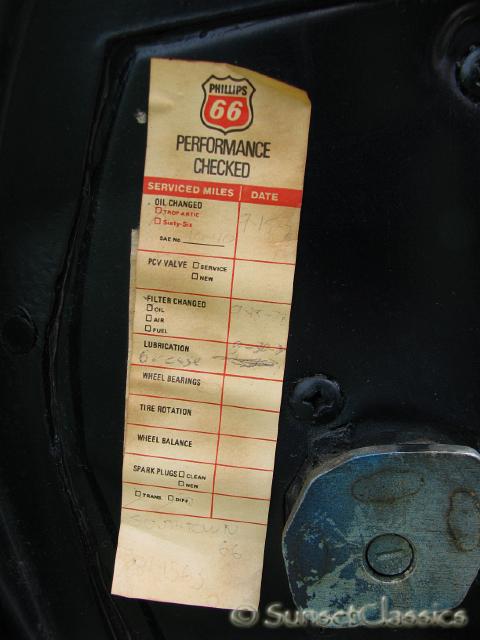 PHILLIPS
66
PERFORMANCE
CHECKED
SERVICED MILES DATE
OIL CHANGED
TROP-ARTIC
Sixty-Six
SAE No.
PCV VALVE SERVICE
NEW
FILTER CHANGED
OIL
AIR
FUEL
LUBRICATION
WHEEL BEARINGS
TIRE ROTATION
WHEEL BALANCE
SPARK PLUGS CLEAN
NEW
TRANS. DIFF.
66
© SunsetClassics